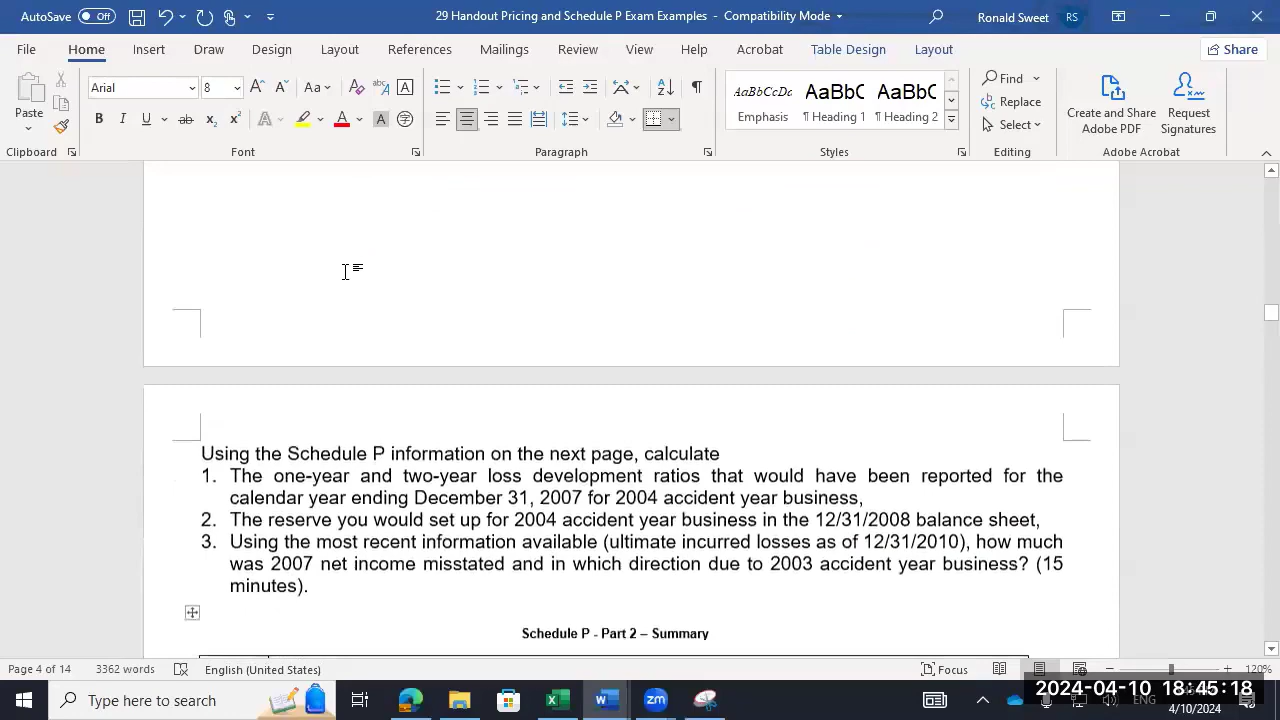 AutoSave Off 29 Handout Pricing and Schedule P Exam Examples - Compatibility Mode Ronald Sweet RS
File Home Insert Draw Design Layout References Mailings Review View Help Acrobat Table Design Layout Share
Paste
Arial 8
Aa
B I U ab x₂ x² A A
AaBbCcDc AaBbC AaBbC
Emphasis ¶ Heading 1 ¶ Heading 2
Find
Replace
Select
Create and Share Adobe PDF
Request Signatures
Clipboard Font Paragraph Styles Editing Adobe Acrobat
Using the Schedule P information on the next page, calculate
1. The one-year and two-year loss development ratios that would have been reported for the
calendar year ending December 31, 2007 for 2004 accident year business,
2. The reserve you would set up for 2004 accident year business in the 12/31/2008 balance sheet,
3. Using the most recent information available (ultimate incurred losses as of 12/31/2010), how much
was 2007 net income misstated and in which direction due to 2003 accident year business? (15
minutes).
Schedule P - Part 2 – Summary
Page 4 of 14 3362 words English (United States) Focus 120%
Type here to search
2024-04-10 18:45:18
ENG
4/10/2024